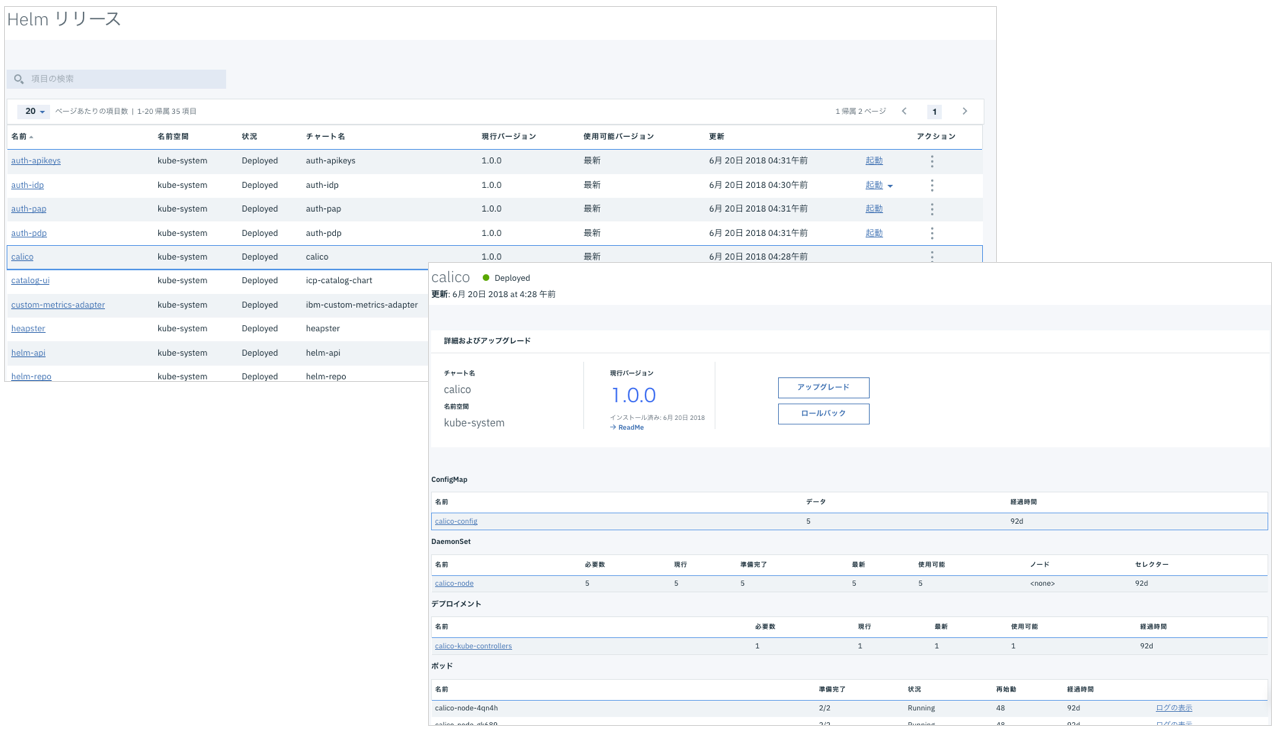 Helm リリース
項目の検索
20 ページあたりの項目数 | 1-20 帰属 35 項目 1 帰属 2 ページ 1
名前 名前空間 状況 チャート名 現行バージョン 使用可能バージョン 更新 アクション
auth-apikeys kube-system Deployed auth-apikeys 1.0.0 最新 6月 20日 2018 04:31午前 起動
auth-idp kube-system Deployed auth-idp 1.0.0 最新 6月 20日 2018 04:30午前 起動
auth-pap kube-system Deployed auth-pap 1.0.0 最新 6月 20日 2018 04:31午前 起動
auth-pdp kube-system Deployed auth-pdp 1.0.0 最新 6月 20日 2018 04:31午前 起動
calico kube-system Deployed calico 1.0.0 最新 6月 20日 2018 04:28午前
catalog-ui kube-system Deployed icp-catalog-chart
custom-metrics-adapter kube-system Deployed ibm-custom-metrics-adapter
heapster kube-system Deployed heapster
helm-api kube-system Deployed helm-api
helm-repo kube-system Deployed helm-repo
calico Deployed
更新: 6月 20日 2018 at 4:28 午前
詳細およびアップグレード
チャート名
calico
名前空間
kube-system
現行バージョン
1.0.0
インストール済み: 6月 20日 2018
→ ReadMe
アップグレード
ロールバック
ConfigMap
名前 データ 経過時間
calico-config 5 92d
DaemonSet
名前 必要数 現行 準備完了 最新 使用可能 ノード セレクター
calico-node 5 5 5 5 5 <none> 92d
デプロイメント
名前 必要数 現行 最新 使用可能 経過時間
calico-kube-controllers 1 1 1 1 92d
ポッド
名前 準備完了 状況 再始動 経過時間
calico-node-4qn4h 2/2 Running 48 92d ログの表示
2/2 Running 48 92d ログの表示